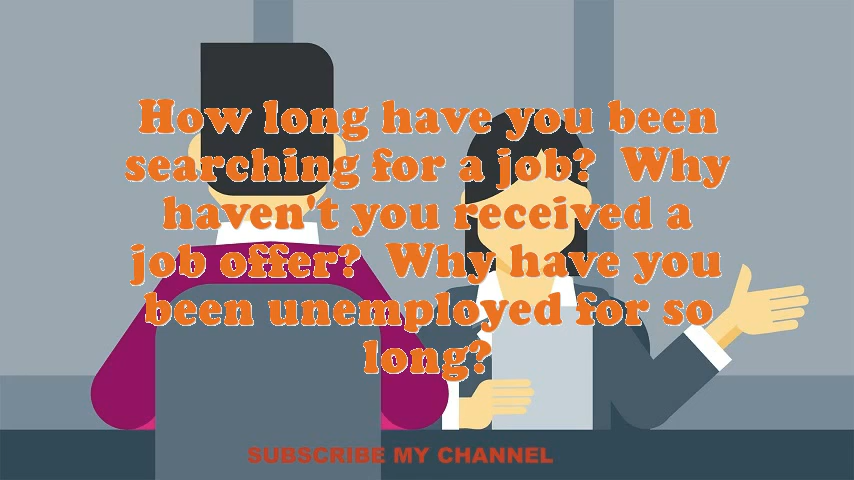 How long have you been
searching for a job?  Why
haven't you received a
job offer?  Why have you
been unemployed for so
long?
SUBSCRIBE MY CHANNEL